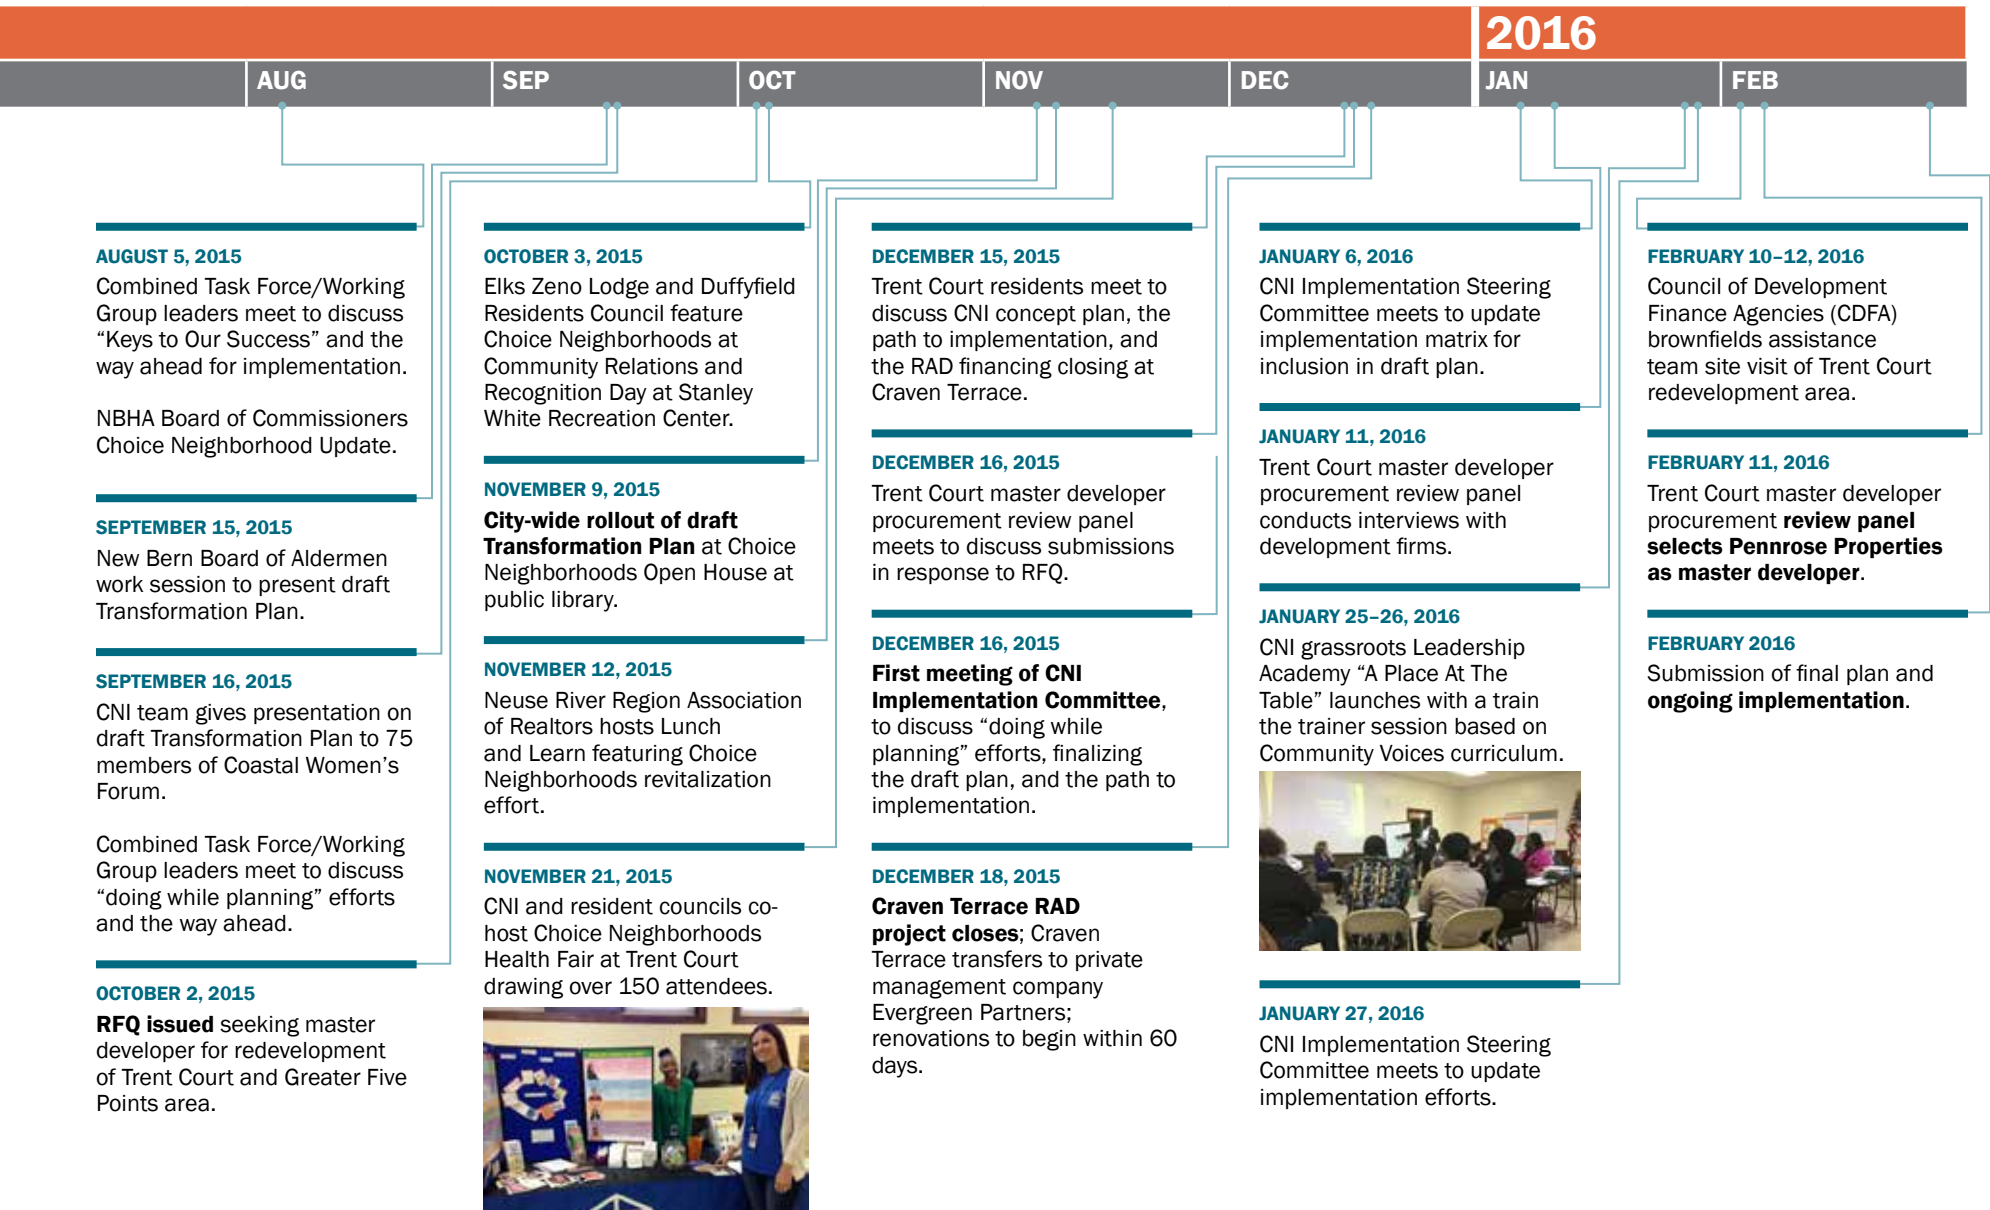 2016
AUG
SEP
OCT
NOV
DEC
JAN
FEB
AUGUST 5, 2015
Combined Task Force/Working
Group leaders meet to discuss
“Keys to Our Success” and the
way ahead for implementation.
NBHA Board of Commissioners
Choice Neighborhood Update.
SEPTEMBER 15, 2015
New Bern Board of Aldermen
work session to present draft
Transformation Plan.
SEPTEMBER 16, 2015
CNI team gives presentation on
draft Transformation Plan to 75
members of Coastal Women’s
Forum.
Combined Task Force/Working
Group leaders meet to discuss
“doing while planning” efforts
and the way ahead.
OCTOBER 2, 2015
RFQ issued seeking master
developer for redevelopment
of Trent Court and Greater Five
Points area.
OCTOBER 3, 2015
Elks Zeno Lodge and Duffyfield
Residents Council feature
Choice Neighborhoods at
Community Relations and
Recognition Day at Stanley
White Recreation Center.
NOVEMBER 9, 2015
City-wide rollout of draft
Transformation Plan at Choice
Neighborhoods Open House at
public library.
NOVEMBER 12, 2015
Neuse River Region Association
of Realtors hosts Lunch
and Learn featuring Choice
Neighborhoods revitalization
effort.
NOVEMBER 21, 2015
CNI and resident councils co-
host Choice Neighborhoods
Health Fair at Trent Court
drawing over 150 attendees.
DECEMBER 15, 2015
Trent Court residents meet to
discuss CNI concept plan, the
path to implementation, and
the RAD financing closing at
Craven Terrace.
DECEMBER 16, 2015
Trent Court master developer
procurement review panel
meets to discuss submissions
in response to RFQ.
DECEMBER 16, 2015
First meeting of CNI
Implementation Committee,
to discuss “doing while
planning” efforts, finalizing
the draft plan, and the path to
implementation.
DECEMBER 18, 2015
Craven Terrace RAD
project closes; Craven
Terrace transfers to private
management company
Evergreen Partners;
renovations to begin within 60
days.
JANUARY 6, 2016
CNI Implementation Steering
Committee meets to update
implementation matrix for
inclusion in draft plan.
JANUARY 11, 2016
Trent Court master developer
procurement review panel
conducts interviews with
development firms.
JANUARY 25–26, 2016
CNI grassroots Leadership
Academy “A Place At The
Table” launches with a train
the trainer session based on
Community Voices curriculum.
JANUARY 27, 2016
CNI Implementation Steering
Committee meets to update
implementation efforts.
FEBRUARY 10–12, 2016
Council of Development
Finance Agencies (CDFA)
brownfields assistance
team site visit of Trent Court
redevelopment area.
FEBRUARY 11, 2016
Trent Court master developer
procurement review panel
selects Pennrose Properties
as master developer.
FEBRUARY 2016
Submission of final plan and
ongoing implementation.